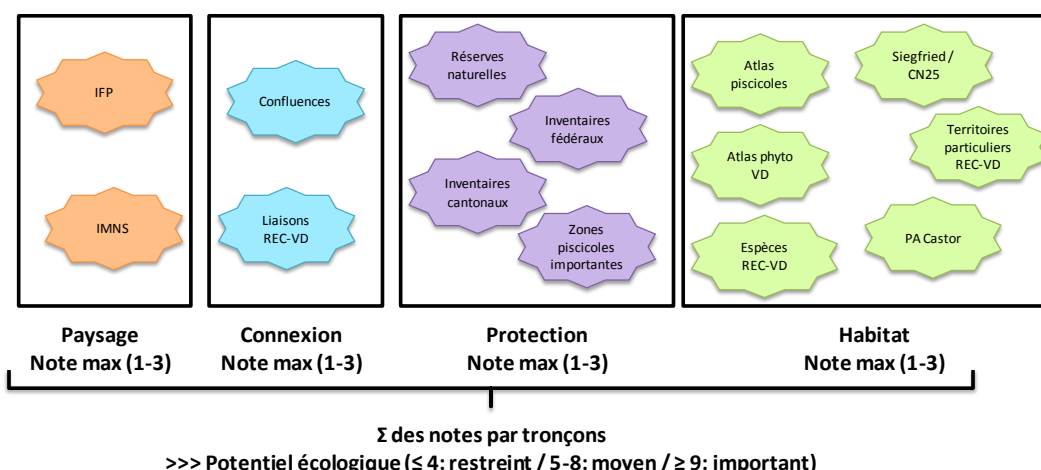 IFP
IMNS
Confluences
Liaisons
REC-VD
Réserves
naturelles
Inventaires
fédéraux
Inventaires
cantonaux
Zones
piscicoles
importantes
Atlas
piscicoles
Siegfried /
CN25
Atlas phyto
VD
Territoires
particuliers
REC-VD
Espèces
REC-VD
PA Castor
Paysage
Note max (1-3)
Connexion
Note max (1-3)
Protection
Note max (1-3)
Habitat
Note max (1-3)
Σ des notes par tronçons
>>> Potentiel écologique (≤ 4: restreint / 5-8: moyen / ≥ 9: important)